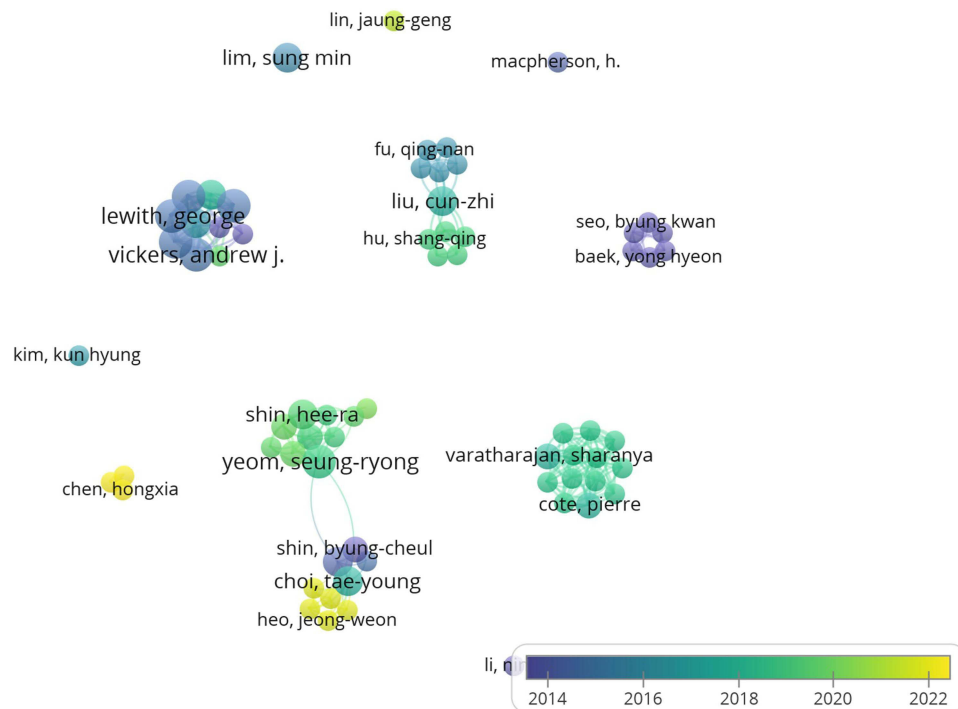 lin, jaung-geng
lim, sung min
macpherson, h.
fu, qing-nan
liu, cun-zhi
lewith, george
hu, shang-qing
seo, byung kwan
vickers, andrew j.
baek, yong hyeon
kim, kun hyung
shin, hee-ra
yeom, seung-ryong
varatharajan, sharanya
chen, hongxia
cote, pierre
shin, byung-cheul
choi, tae-young
heo, jeong-weon
li,
2014 2016 2018 2020 2022